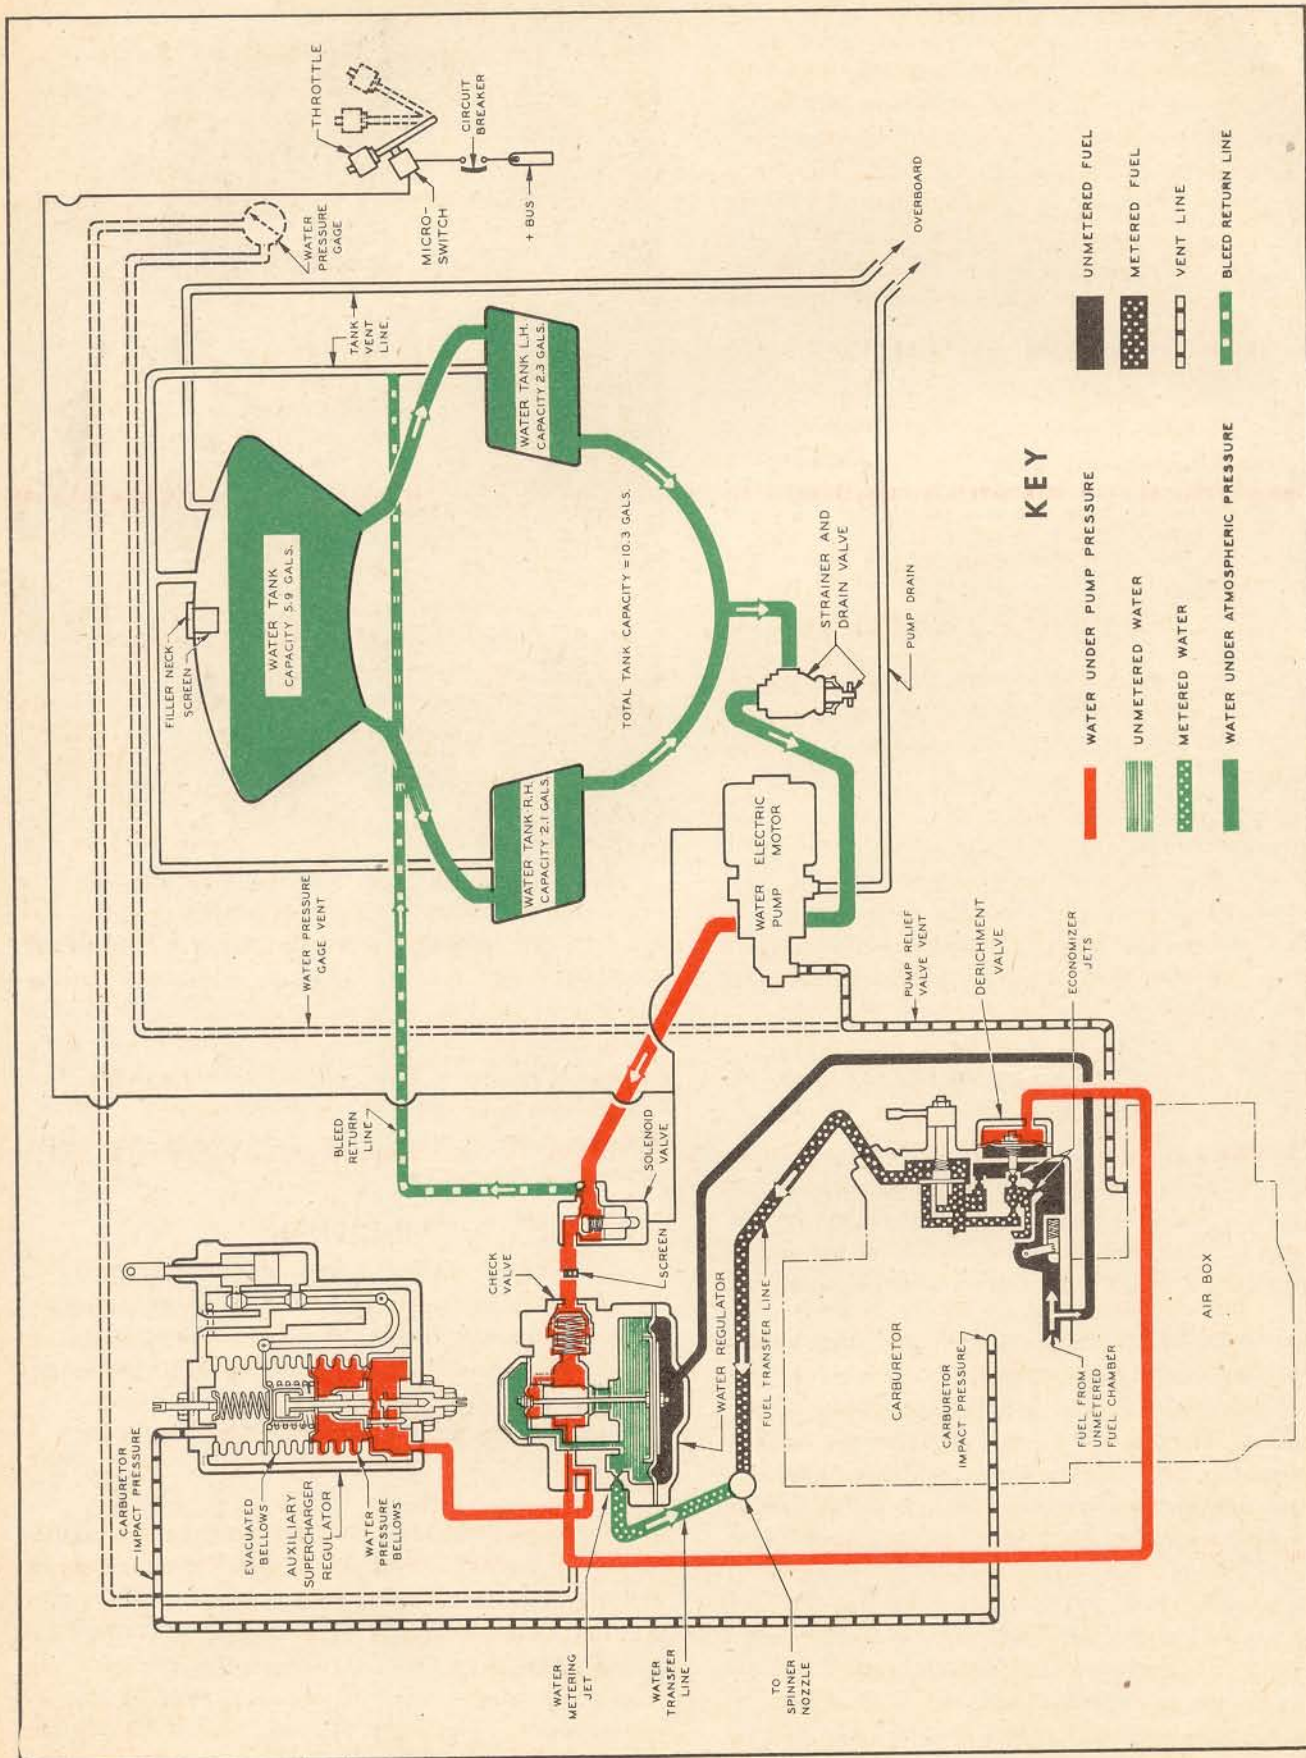 THROTTLE
CIRCUIT
BREAKER
MICRO-
SWITCH
+ BUS
WATER
PRESSURE
GAGE
TANK
VENT
LINE.
OVERBOARD
FILLER NECK
SCREEN
WATER TANK
CAPACITY 5.9 GALS.
WATER TANK L.H.
CAPACITY 2.3 GALS.
WATER TANK R.H.
CAPACITY 2.1 GALS.
TOTAL TANK CAPACITY = 10.3 GALS.
STRAINER AND
DRAIN VALVE
PUMP DRAIN
WATER PRESSURE
GAGE VENT
WATER
PUMP
ELECTRIC
MOTOR
PUMP RELIEF
VALVE VENT
DERICHMENT
VALVE
ECONOMIZER
JETS
BLEED
RETURN
LINE
SOLENOID
VALVE
SCREEN
CHECK
VALVE
WATER REGULATOR
FUEL TRANSFER LINE
CARBURETOR
CARBURETOR
IMPACT PRESSURE
FUEL FROM
UNMETERED
FUEL CHAMBER
AIR BOX
CARBURETOR
IMPACT PRESSURE
EVACUATED
BELLOWS
AUXILIARY
SUPERCHARGER
REGULATOR
WATER
PRESSURE
BELLOWS
WATER
METERING
JET
WATER
TRANSFER
LINE
TO
SPINNER
NOZZLE
KEY
WATER UNDER PUMP PRESSURE
UNMETERED WATER
METERED WATER
WATER UNDER ATMOSPHERIC PRESSURE
UNMETERED FUEL
METERED FUEL
VENT LINE
BLEED RETURN LINE